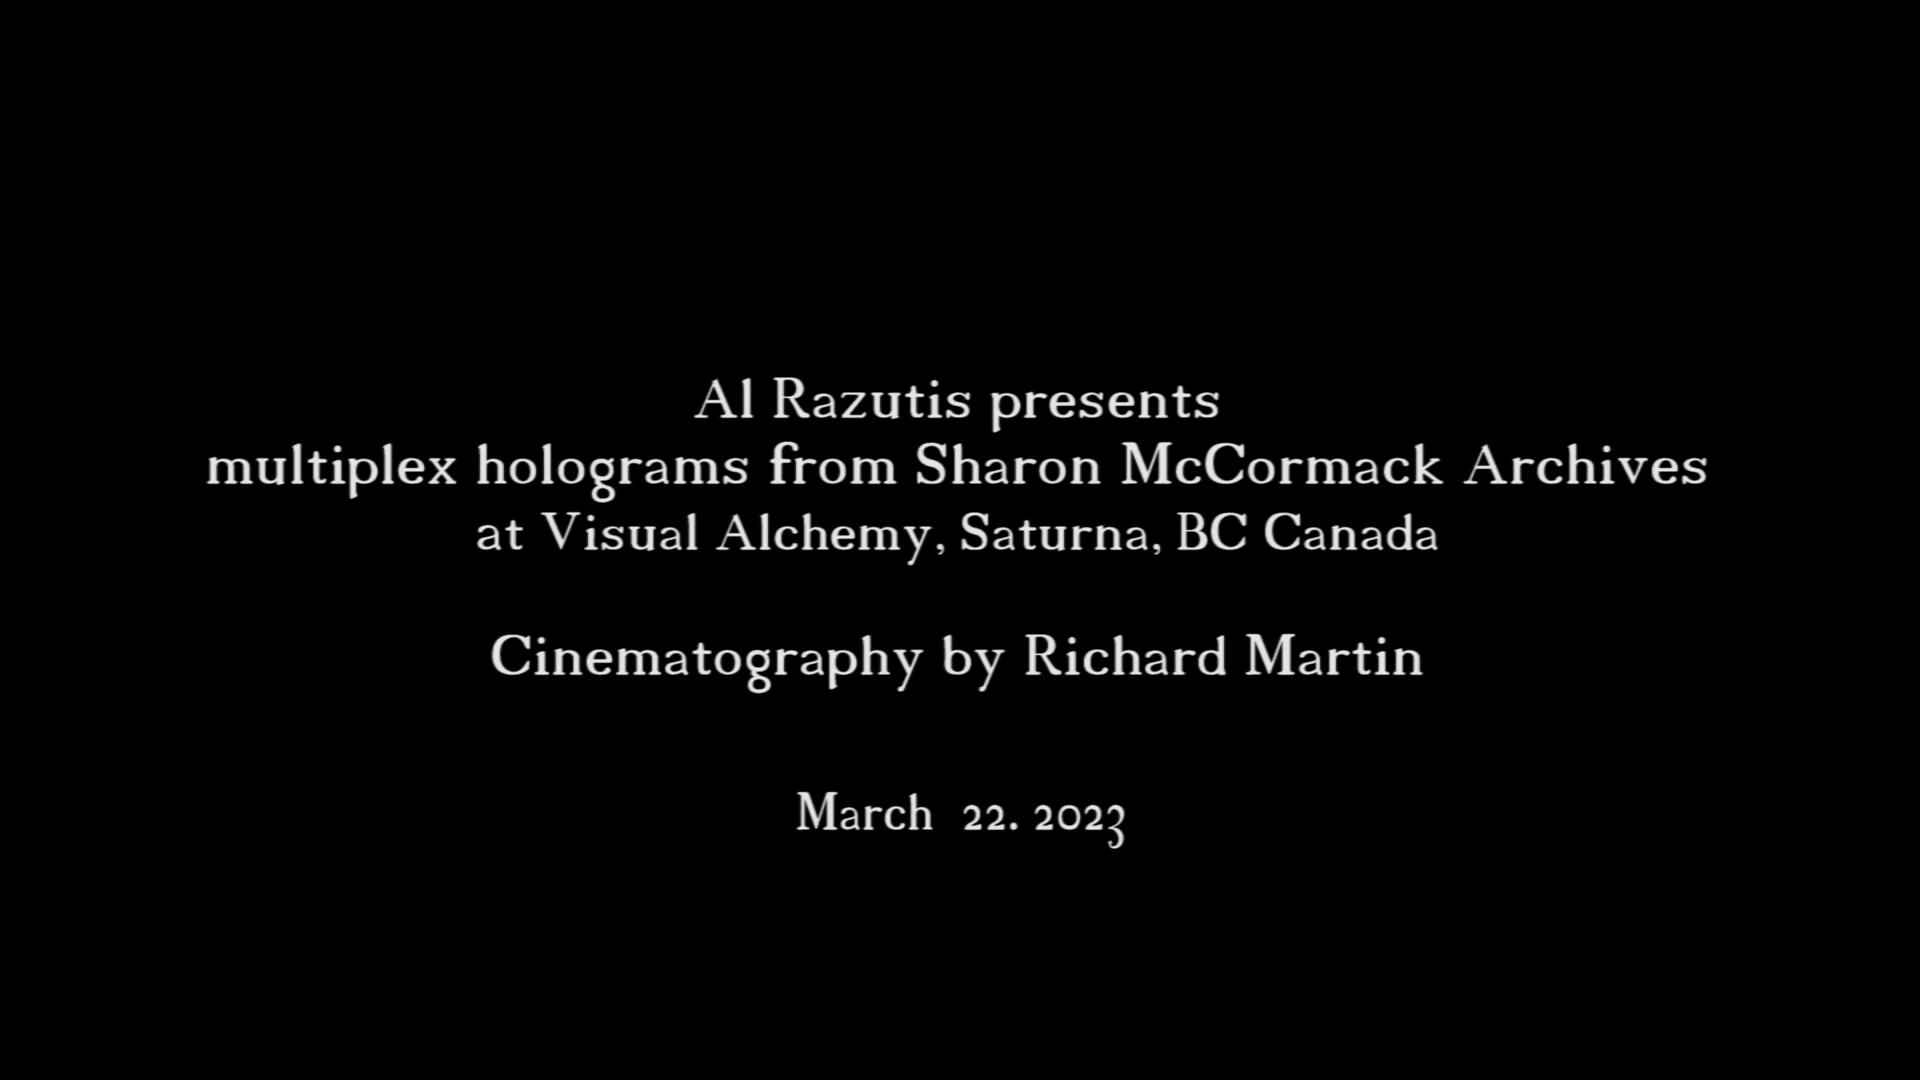 Al Razutis presents
multiplex holograms from Sharon McCormack Archives
at Visual Alchemy, Saturna, BC Canada
Cinematography by Richard Martin
March 22. 2023